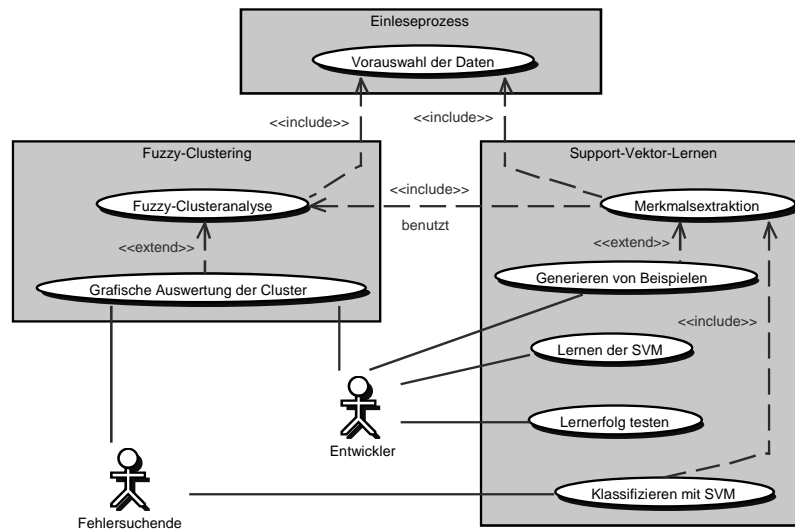 Einleseprozess
Vorauswahl der Daten
<<include>>
<<include>>
Fuzzy-Clustering
Support-Vektor-Lernen
Fuzzy-Clusteranalyse
<<include>>
benutzt
Merkmalsextraktion
<<extend>>
<<extend>>
Grafische Auswertung der Cluster
Generieren von Beispielen
<<include>>
Lernen der SVM
Lernerfolg testen
Entwickler
Klassifizieren mit SVM
Fehlersuchende